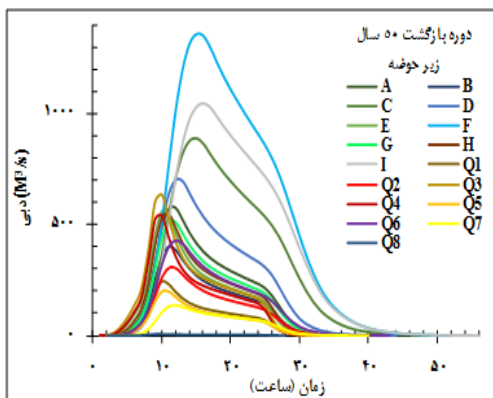 دوره بازگشت ۵۰ سال
زیر حوضه
A B
C D
E F
G H
I Q1
Q2 Q3
Q4 Q5
Q6 Q7
Q8
دبی (M³/s)
۱۰۰۰
۵۰۰
۰
۰ ۱۰ ۲۰ ۳۰ ۴۰ ۵۰
زمان (ساعت)